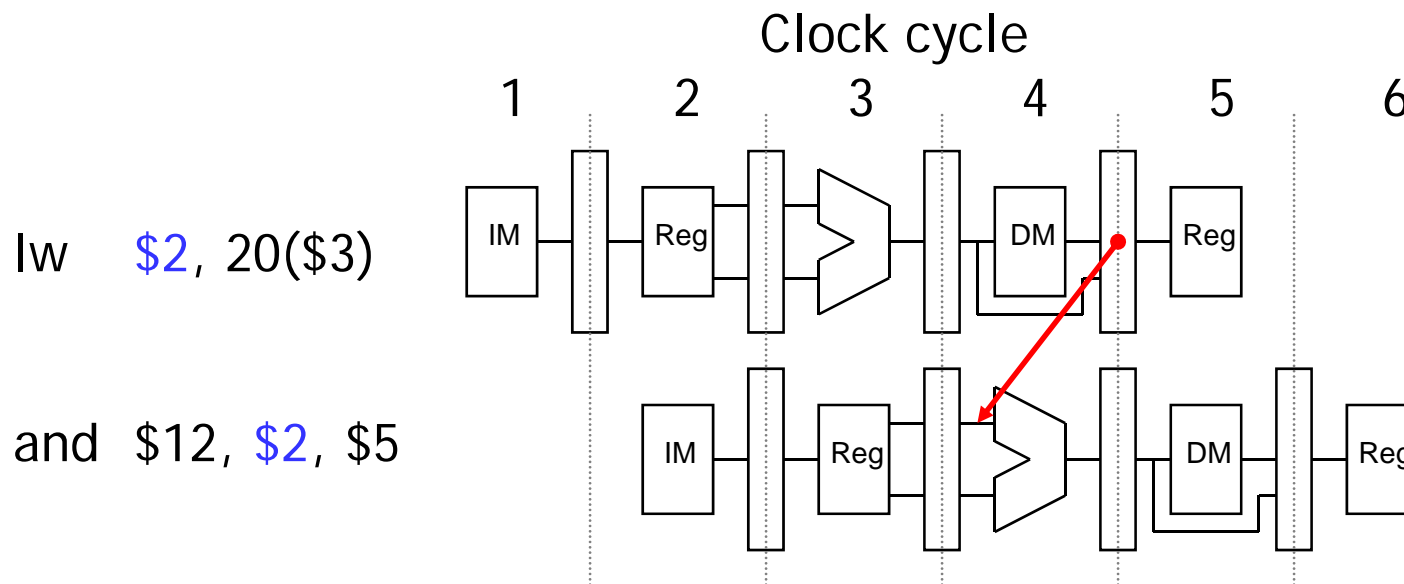 Clock cycle
1 2 3 4 5 6
lw $2, 20($3)
IM Reg DM Reg
and $12, $2, $5
IM Reg DM Reg